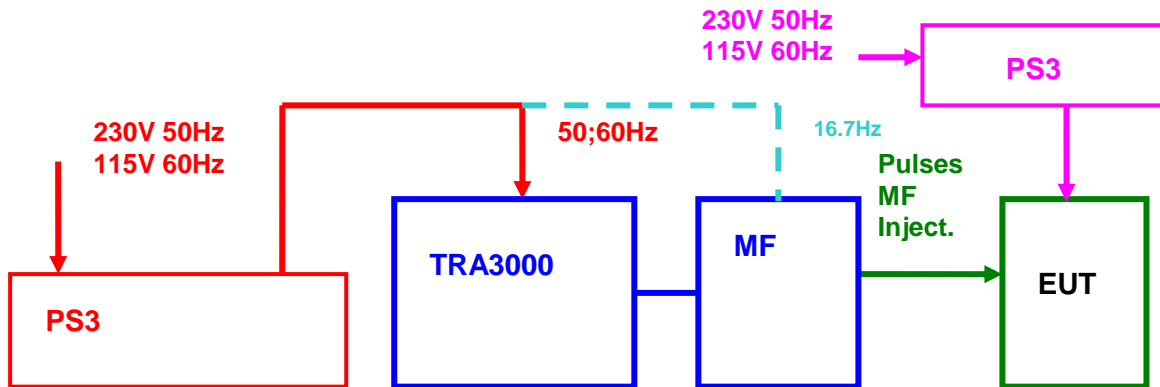 230V 50Hz
115V 60Hz
PS3
230V 50Hz
115V 60Hz
50;60Hz
16.7Hz
Pulses
MF
Inject.
TRA3000
MF
EUT
PS3